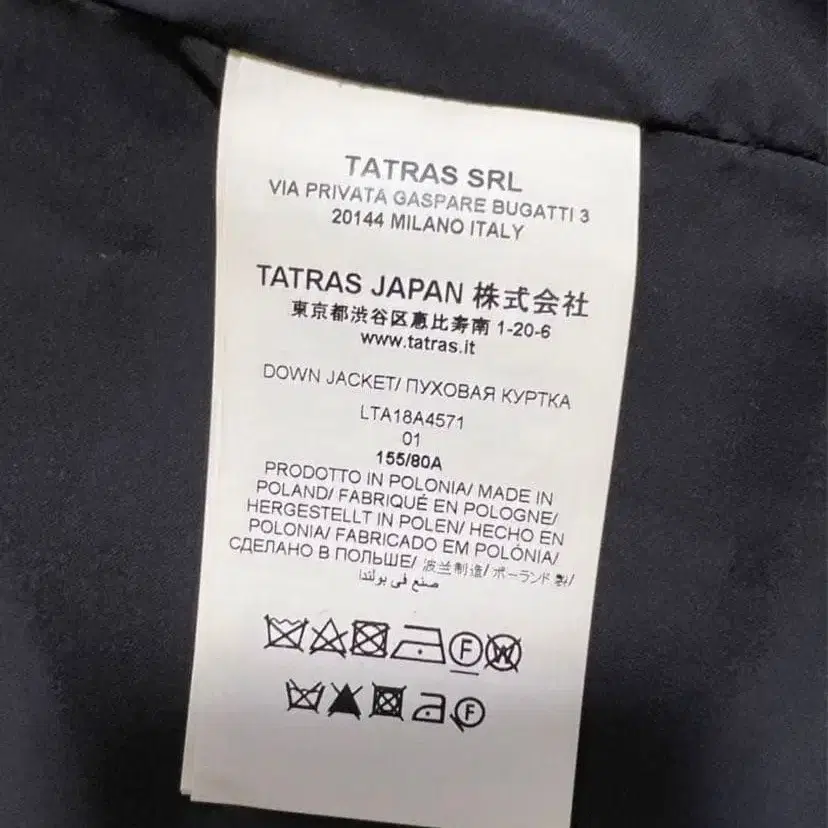 TATRAS SRL
VIA PRIVATA GASPARE BUGATTI 3
20144 MILANO ITALY
TATRAS JAPAN 株式会社
東京都渋谷区恵比寿南 1-20-6
www.tatras.it
DOWN JACKET/ ПУХОВАЯ КУРТКА
LTA18A4571
01
155/80A
PRODOTTO IN POLONIA/ MADE IN
POLAND/ FABRIQUÉ EN POLOGNE/
HERGESTELLT IN POLEN/ HECHO EN
POLONIA/ FABRICADO EM POLÓNIA/
СДЕЛАНО В ПОЛЬШЕ/ 波兰制造/ ポーランド製/
صنع في بولندا
F W
F